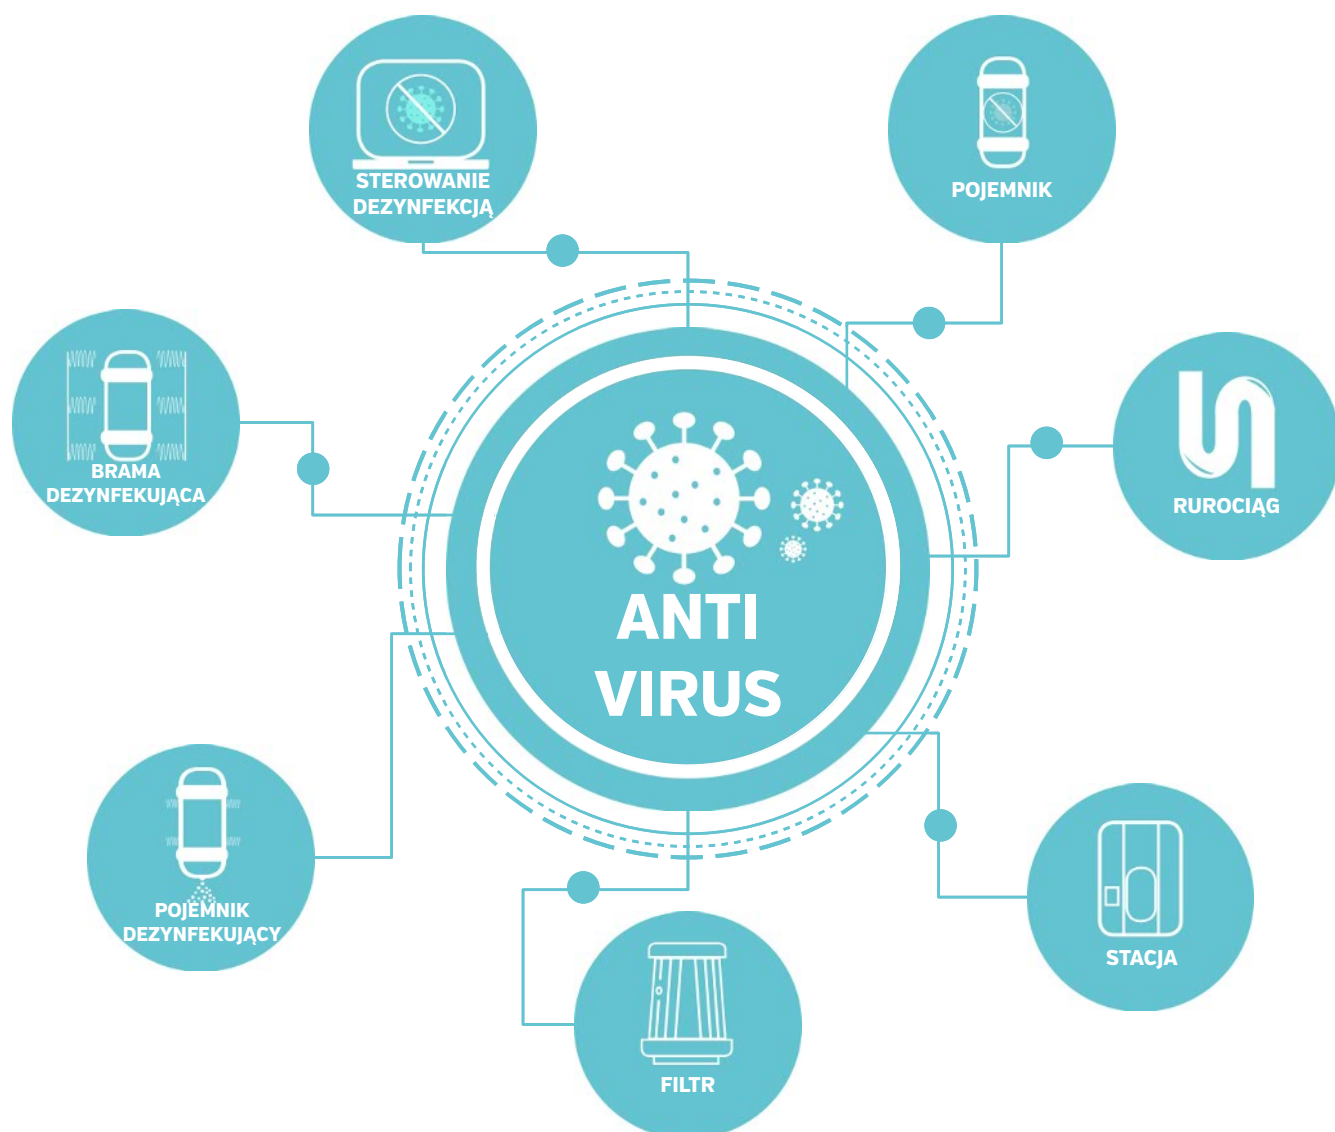 STEROWANIE
DEZYNFEKCJĄ
POJEMNIK
BRAMA
DEZYNFEKUJĄCA
RUROCIĄG
ANTI
VIRUS
POJEMNIK
DEZYNFEKUJĄCY
STACJA
FILTR